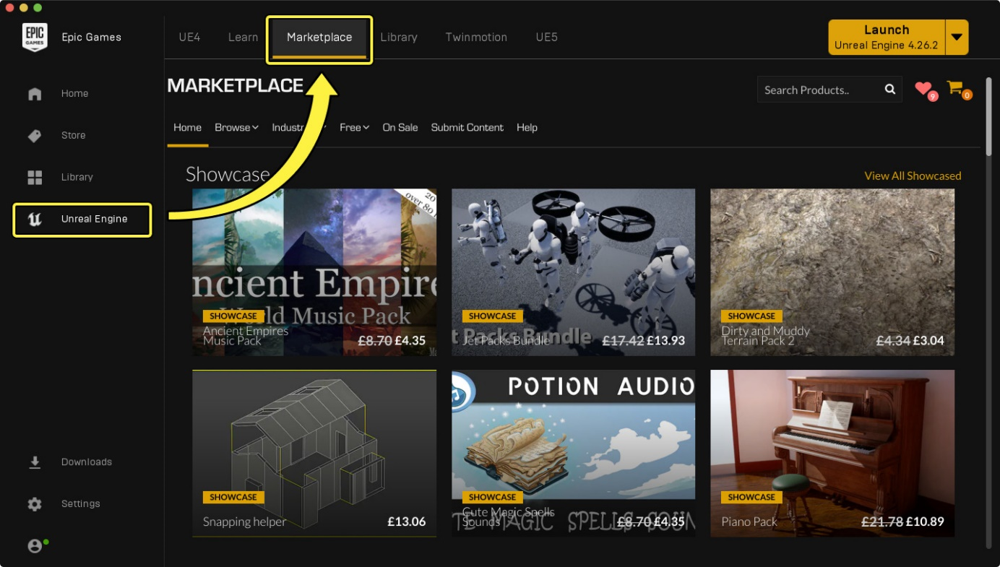 EPIC
GAMES
Epic Games
UE4
Learn
Marketplace
Library
Twinmotion
UE5
Launch
Unreal Engine 4.26.2
Home
Store
Library
Unreal Engine
Downloads
Settings
MARKETPLACE
Search Products..
9
0
Home
Browse
Free
On Sale
Submit Content
Help
Showcase
View All Showcased
20
over 80
ncient Empire
World Music Pack
SHOWCASE
Ancient Empires
Music Pack
£8.70 £4.35
t Packs Bundle
SHOWCASE
Jet Packs Bundle
£17.42 £13.93
SHOWCASE
Dirty and Muddy
Terrain Pack 2
£4.34 £3.04
SHOWCASE
Snapping helper
£13.06
POTION AUDIO
TE MAGIC SPELLS SOUN
SHOWCASE
Cute Magic Spells
Sounds
£8.70 £4.35
SHOWCASE
Piano Pack
£21.78 £10.89